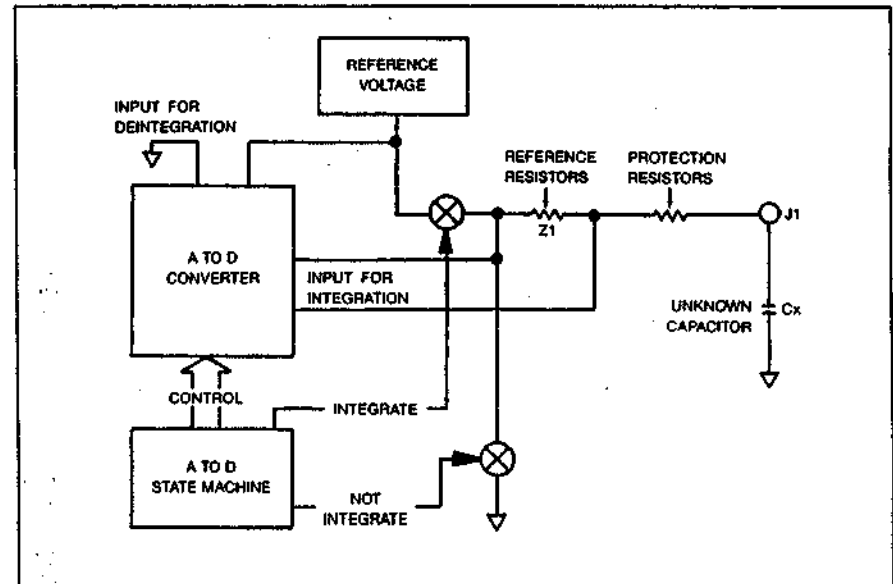 REFERENCE
VOLTAGE
INPUT FOR
DEINTEGRATION
REFERENCE
RESISTORS
PROTECTION
RESISTORS
J1
Z1
A TO D
CONVERTER
INPUT FOR
INTEGRATION
UNKNOWN
CAPACITOR
Cx
CONTROL
INTEGRATE
A TO D
STATE MACHINE
NOT
INTEGRATE